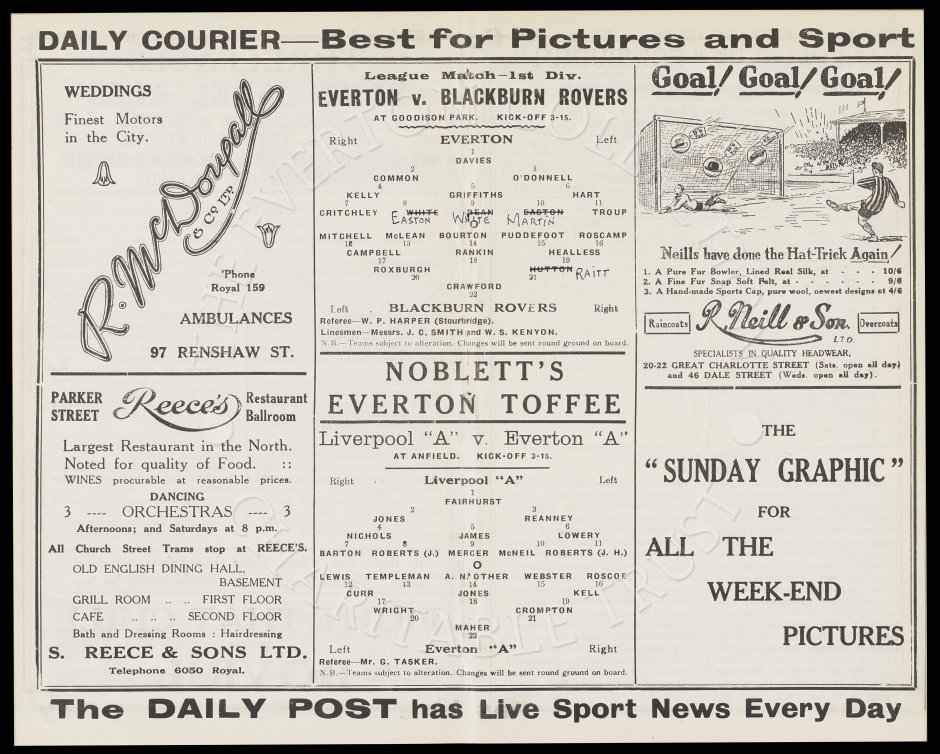 DAILY COURIER—Best for Pictures and Sport
WEDDINGS
Finest Motors
in the City.
R. McDougall
& Co LTD
'Phone
Royal 159
AMBULANCES
97 RENSHAW ST.
PARKER STREET
Reece's
Restaurant Ballroom
Largest Restaurant in the North.
Noted for quality of Food. ::
WINES procurable at reasonable prices.
DANCING
3 ---- ORCHESTRAS ---- 3
Afternoons; and Saturdays at 8 p.m.
All Church Street Trams stop at REECE'S.
OLD ENGLISH DINING HALL,
BASEMENT
GRILL ROOM .. .. FIRST FLOOR
CAFE .. .. .. SECOND FLOOR
Bath and Dressing Rooms : Hairdressing
S. REECE & SONS LTD.
Telephone 6050 Royal.
League Match—1st Div.
EVERTON v. BLACKBURN ROVERS
AT GOODISON PARK. KICK-OFF 3-15.
Right EVERTON Left
1
DAVIES
2 3
COMMON O'DONNELL
4 5 6
KELLY GRIFFITHS HART
7 8 9 10 11
CRITCHLEY WHITE DEAN EASTON TROUP
EASTON WHITE MARTIN
MITCHELL McLEAN BOURTON PUDDEFOOT ROSCAMP
12 13 14 15 16
CAMPBELL RANKIN HEALLESS
17 18 19
ROXBURGH HUTTON RAITT
20 21
CRAWFORD
22
Left BLACKBURN ROVERS Right
Referee—W. P. HARPER (Stourbridge).
Linesmen—Messrs. J. C. SMITH and W. S. KENYON.
N.B.—Teams subject to alteration. Changes will be sent round ground on board.
NOBLETT'S
EVERTON TOFFEE
Liverpool "A" v. Everton "A"
AT ANFIELD. KICK-OFF 3-15.
Right Liverpool "A" Left
1
FAIRHURST
2 3
JONES REANNEY
4 5 6
NICHOLS JAMES LOWERY
7 8 9 10 11
BARTON ROBERTS (J.) MERCER McNEIL ROBERTS (J. H.)
O
LEWIS TEMPLEMAN A. N. OTHER WEBSTER ROSCOE
12 13 14 15 16
CURR JONES KELL
17 18 19
WRIGHT CROMPTON
20 21
MAHER
22
Left Everton "A" Right
Referee—Mr. G. TASKER.
N.B.—Teams subject to alteration. Changes will be sent round ground on board.
Goal! Goal! Goal!
Neills have done the Hat-Trick Again!
1. A Pure Fur Bowler, Lined Real Silk, at - - - 10/6
2. A Fine Fur Snap Soft Felt, at - - - - - 9/6
3. A Hand-made Sports Cap, pure wool, newest designs at 4/6
Raincoats R. Neill & Son. LTD. Overcoats
SPECIALISTS IN QUALITY HEADWEAR,
20-22 GREAT CHARLOTTE STREET (Sats. open all day)
and 46 DALE STREET (Weds. open all day).
THE
"SUNDAY GRAPHIC"
FOR
ALL THE
WEEK-END
PICTURES
The DAILY POST has Live Sport News Every Day